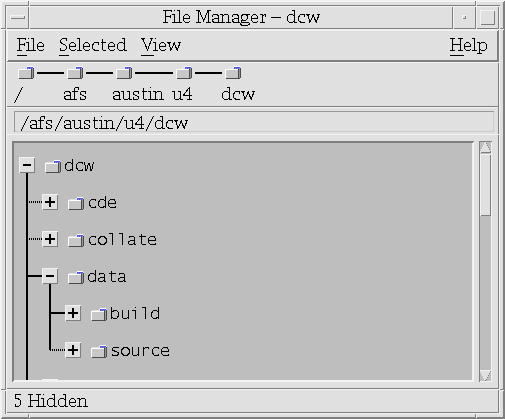 File Manager – dcw
File Selected View Help
/ afs austin u4 dcw
/afs/austin/u4/dcw
dcw
cde
collate
data
build
source
5 Hidden